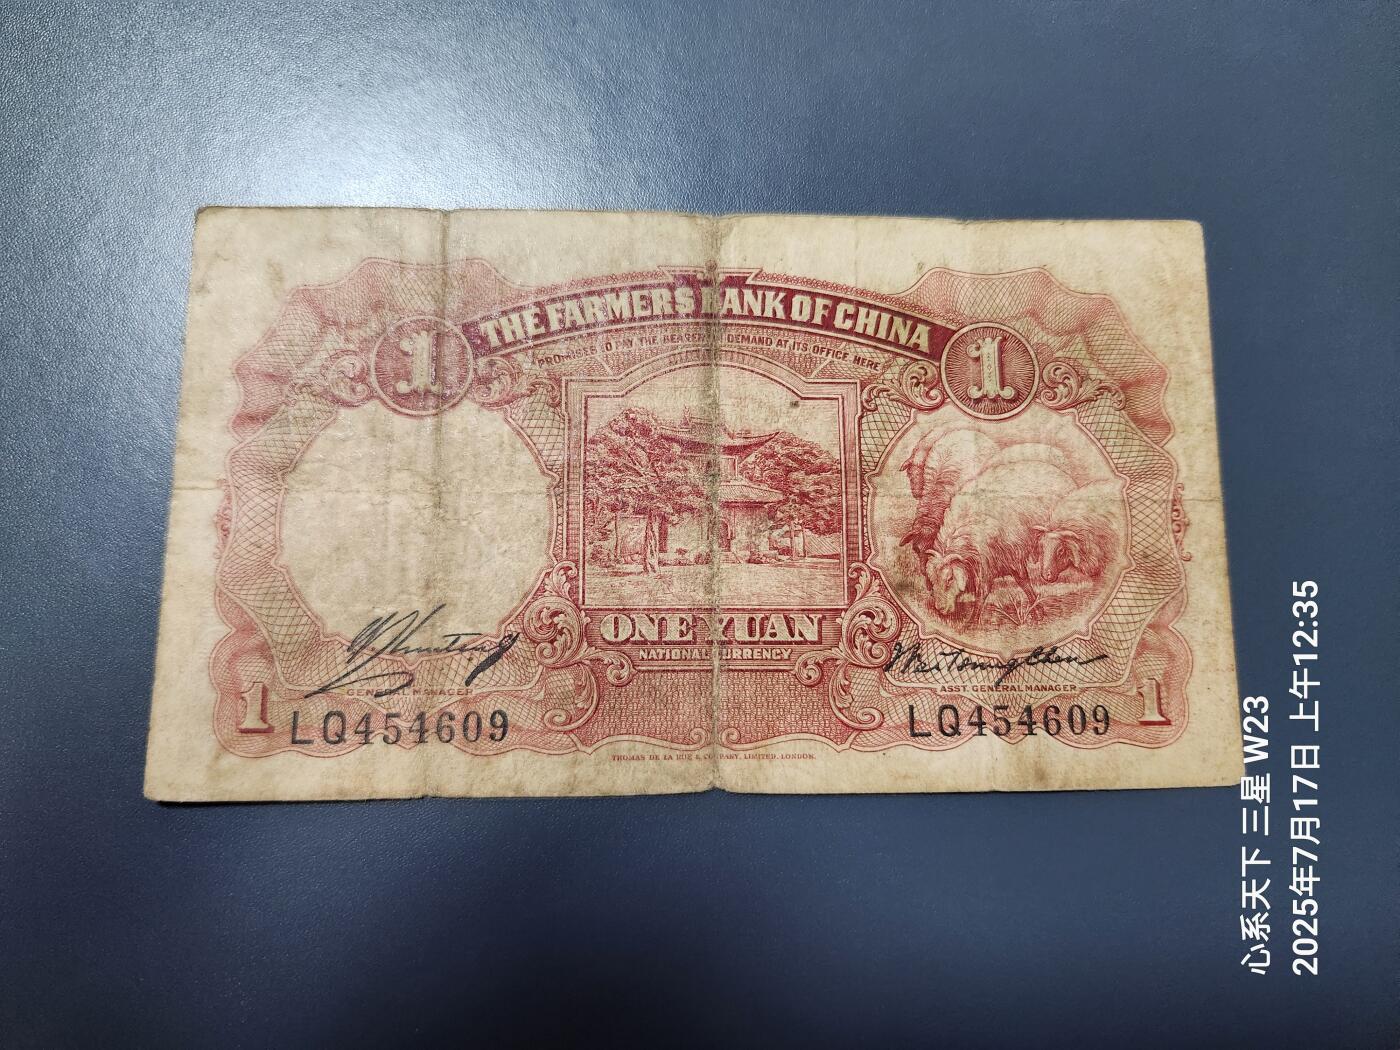 THE FARMERS BANK OF CHINA
PROMISES TO PAY THE BEARER ON DEMAND AT ITS OFFICE HERE
1
1
ONE YUAN
NATIONAL CURRENCY
GENERAL MANAGER
ASST. GENERAL MANAGER
1
1
LQ454609
LQ454609
THOMAS DE LA RUE & COMPANY, LIMITED, LONDON.
心系天下 三星 W23
2025年7月17日 上午12:35